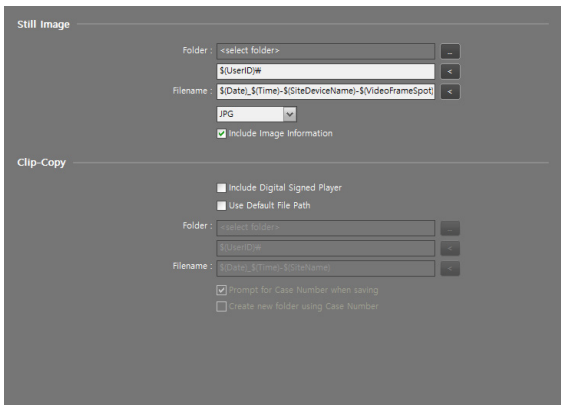 Still Image
Folder : <select folder> ...
$(UserID)₩ <
Filename : $(Date)_$(Time)-$(SiteDeviceName)-$(VideoFrameSpot) <
JPG
Include Image Information
Clip-Copy
Include Digital Signed Player
Use Default File Path
Folder : <select folder> ...
$(UserID)₩ <
Filename : $(Date)_$(Time)-$(SiteName) <
Prompt for Case Number when saving
Create new folder using Case Number